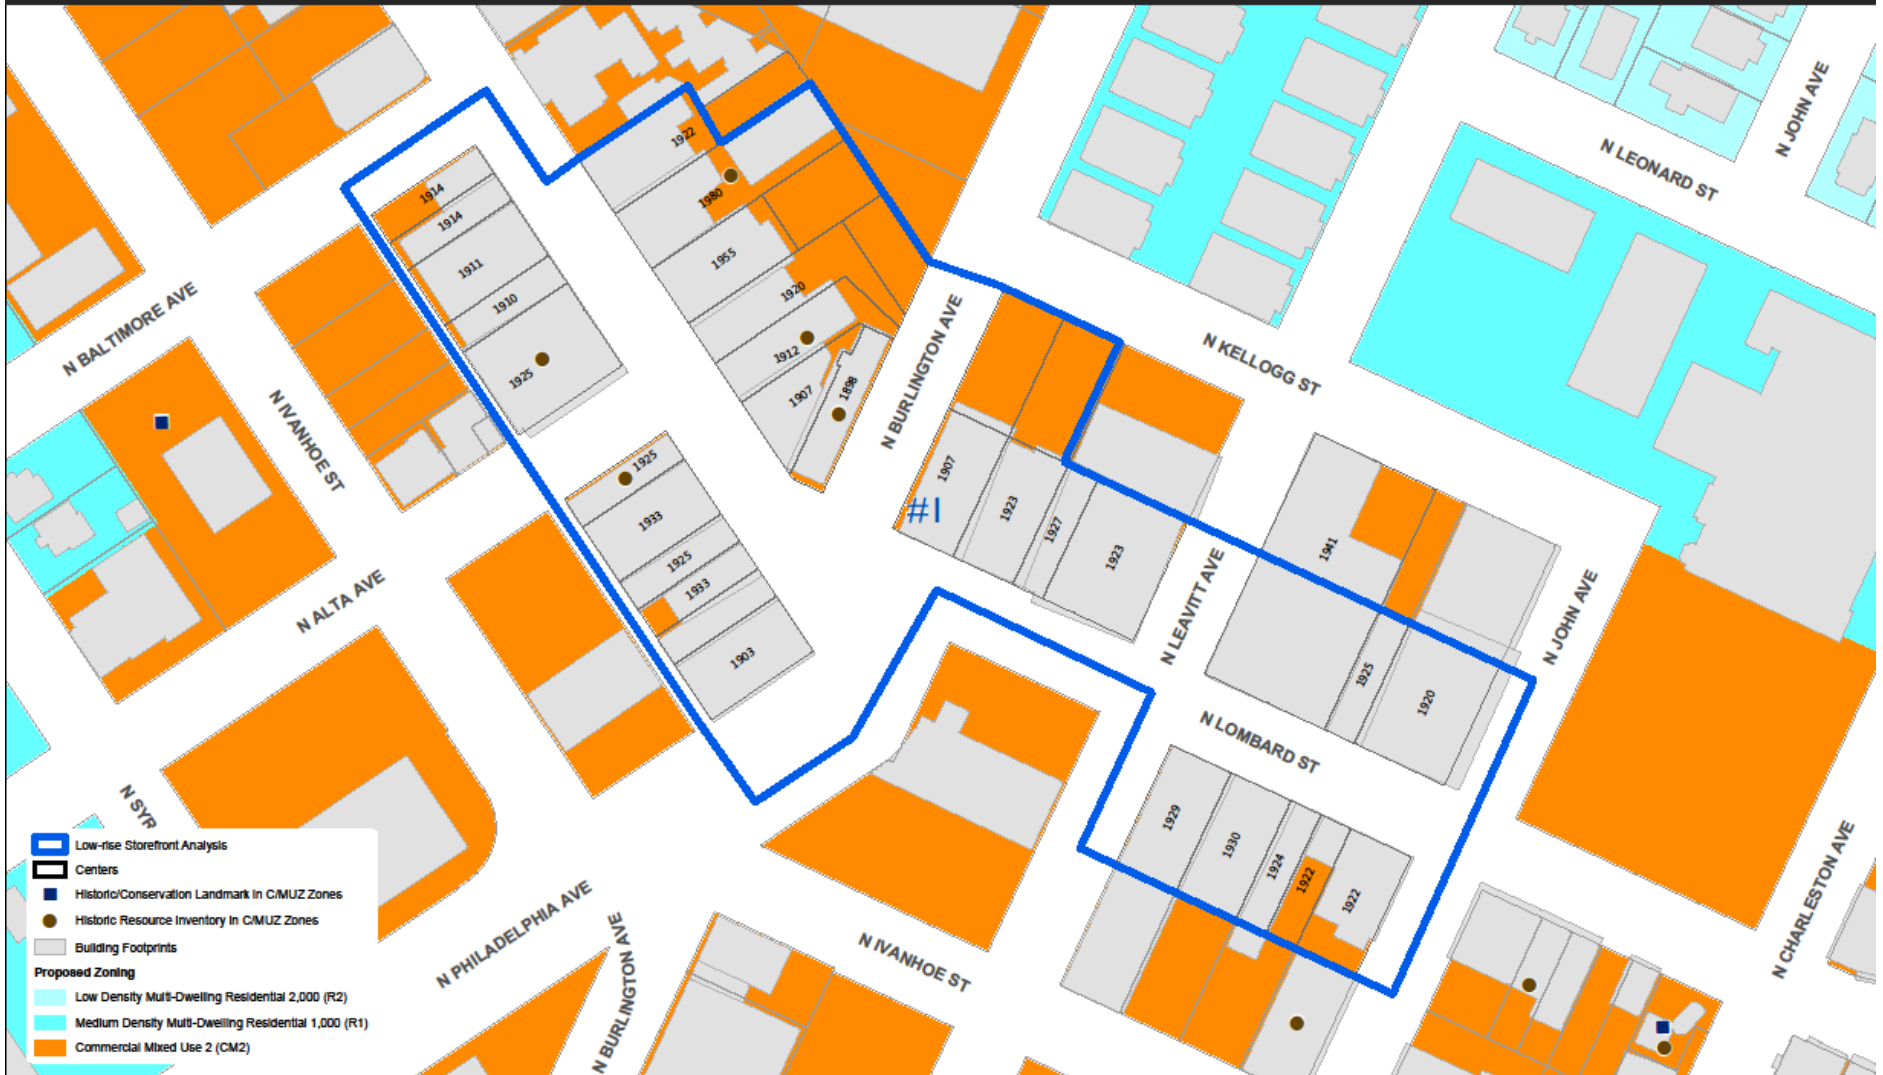 N LEONARD ST
N JOHN AVE
1922
1914
1980
1914
1955
1911
1920
1910
N BALTIMORE AVE
N BURLINGTON AVE
N KELLOGG ST
1912
1925
1898
1907
N IVANHOE ST
1925
1907
1933
1923
#1
1927
1925
1923
1941
1933
N ALTA AVE
N LEAVITT AVE
N JOHN AVE
1903
1925
1920
N LOMBARD ST
N SYR
1929
1930
1924
1922
1922
N CHARLESTON AVE
N PHILADELPHIA AVE
N BURLINGTON AVE
N IVANHOE ST
Low-rise Storefront Analysis
Centers
Historic/Conservation Landmark in C/MUZ Zones
Historic Resource Inventory in C/MUZ Zones
Building Footprints
Proposed Zoning
Low Density Multi-Dwelling Residential 2,000 (R2)
Medium Density Multi-Dwelling Residential 1,000 (R1)
Commercial Mixed Use 2 (CM2)